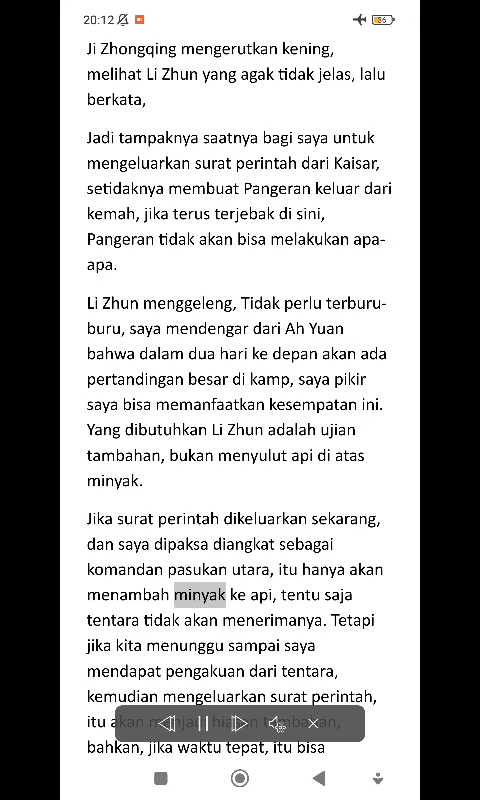 20:12
36
Ji Zhongqing mengerutkan kening,
melihat Li Zhun yang agak tidak jelas, lalu
berkata,
Jadi tampaknya saatnya bagi saya untuk
mengeluarkan surat perintah dari Kaisar,
setidaknya membuat Pangeran keluar dari
kemah, jika terus terjebak di sini,
Pangeran tidak akan bisa melakukan apa-
apa.
Li Zhun menggeleng, Tidak perlu terburu-
buru, saya mendengar dari Ah Yuan
bahwa dalam dua hari ke depan akan ada
pertandingan besar di kamp, saya pikir
saya bisa memanfaatkan kesempatan ini.
Yang dibutuhkan Li Zhun adalah ujian
tambahan, bukan menyulut api di atas
minyak.
Jika surat perintah dikeluarkan sekarang,
dan saya dipaksa diangkat sebagai
komandan pasukan utara, itu hanya akan
menambah minyak ke api, tentu saja
tentara tidak akan menerimanya. Tetapi
jika kita menunggu sampai saya
mendapat pengakuan dari tentara,
kemudian mengeluarkan surat perintah,
itu akan menjadi hiasan tambahan,
bahkan, jika waktu tepat, itu bisa